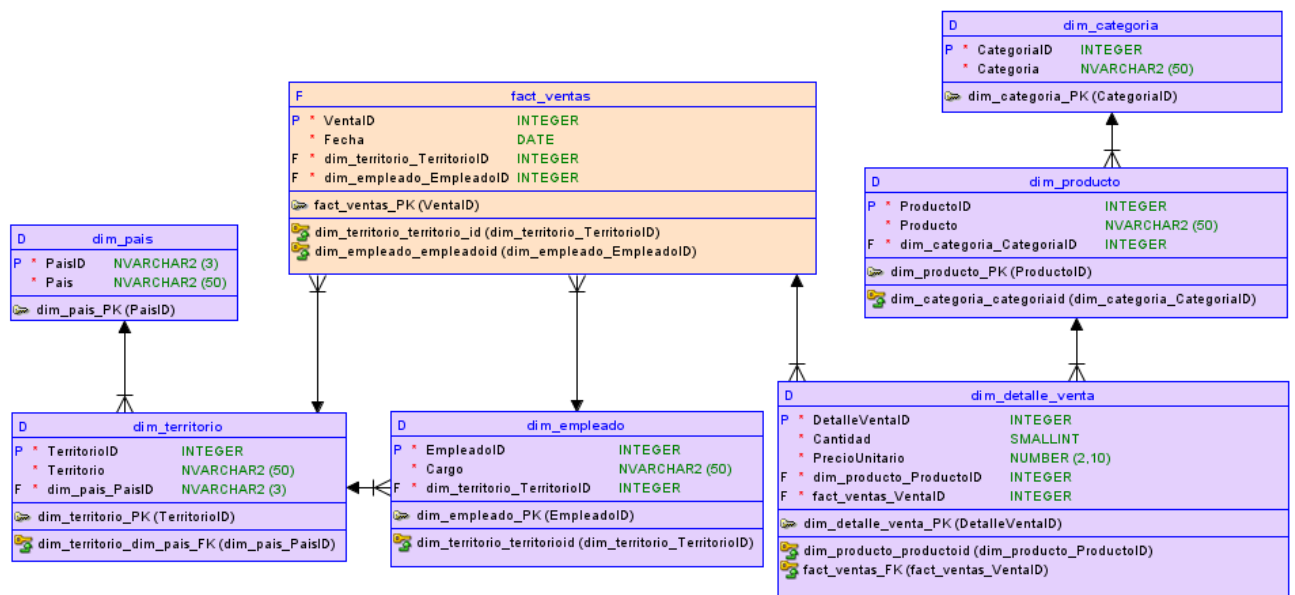 D dim_categoria
P * CategoriaID INTEGER
* Categoria NVARCHAR2 (50)
dim_categoria_PK (CategoriaID)
F fact_ventas
P * VentaID INTEGER
* Fecha DATE
F * dim_territorio_TerritorioID INTEGER
F * dim_empleado_EmpleadoID INTEGER
fact_ventas_PK (VentaID)
dim_territorio_territorio_id (dim_territorio_TerritorioID)
dim_empleado_empleadoid (dim_empleado_EmpleadoID)
D dim_producto
P * ProductoID INTEGER
* Producto NVARCHAR2 (50)
F * dim_categoria_CategoriaID INTEGER
dim_producto_PK (ProductoID)
dim_categoria_categoriaid (dim_categoria_CategoriaID)
D dim_pais
P * PaisID NVARCHAR2 (3)
* Pais NVARCHAR2 (50)
dim_pais_PK (PaisID)
D dim_territorio
P * TerritorioID INTEGER
* Territorio NVARCHAR2 (50)
F * dim_pais_PaisID NVARCHAR2 (3)
dim_territorio_PK (TerritorioID)
dim_territorio_dim_pais_FK (dim_pais_PaisID)
D dim_empleado
P * EmpleadoID INTEGER
* Cargo NVARCHAR2 (50)
F * dim_territorio_TerritorioID INTEGER
dim_empleado_PK (EmpleadoID)
dim_territorio_territorioid (dim_territorio_TerritorioID)
D dim_detalle_venta
P * DetalleVentaID INTEGER
* Cantidad SMALLINT
* PrecioUnitario NUMBER (2,10)
F * dim_producto_ProductoID INTEGER
F * fact_ventas_VentaID INTEGER
dim_detalle_venta_PK (DetalleVentaID)
dim_producto_productoid (dim_producto_ProductoID)
fact_ventas_FK (fact_ventas_VentaID)